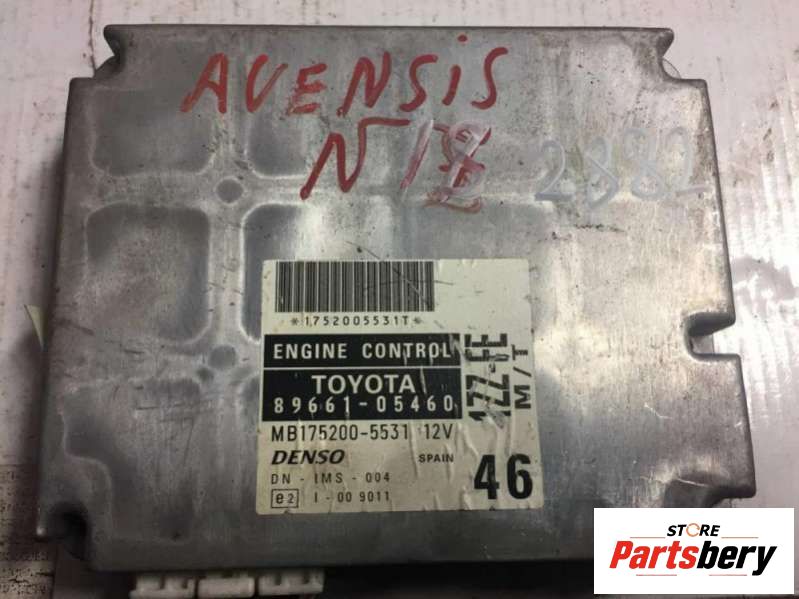 AVENSIS
N 2882
*1752005531T*
ENGINE CONTROL
TOYOTA
89661-05460
1ZZ-FE
M/T
MB175200-5531 12V
DENSO SPAIN
DN - IMS - 004
e2 I - 00 9011
46
STORE
Partsbery